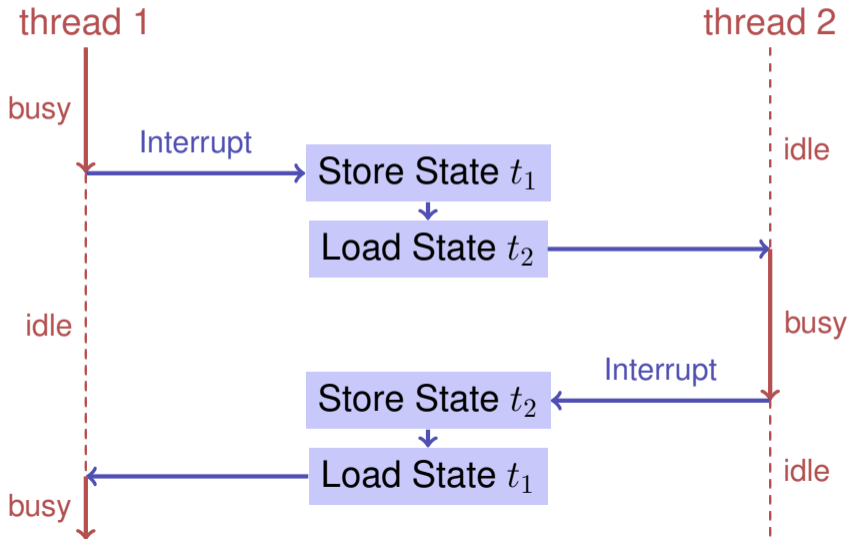 thread 1
thread 2
busy
Interrupt
idle
Store State t₁
Load State t₂
idle
busy
Interrupt
Store State t₂
Load State t₁
idle
busy